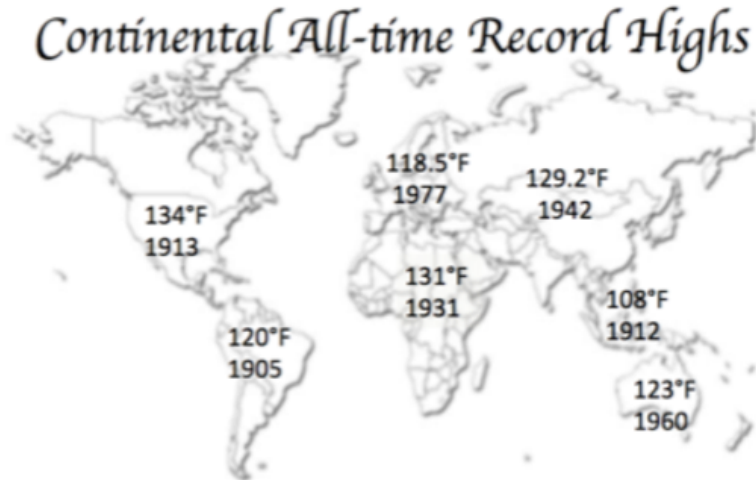 Continental All-time Record Highs
118.5°F
1977
129.2°F
1942
134°F
1913
131°F
1931
108°F
1912
120°F
1905
123°F
1960